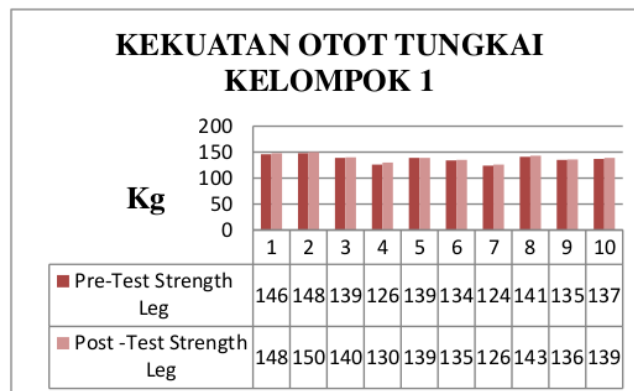 KEKUATAN OTOT TUNGKAI
KELOMPOK 1
200
150
100
50
0
Kg
1 2 3 4 5 6 7 8 9 10
Pre-Test Strength Leg 146 148 139 126 139 134 124 141 135 137
Post -Test Strength Leg 148 150 140 130 139 135 126 143 136 139